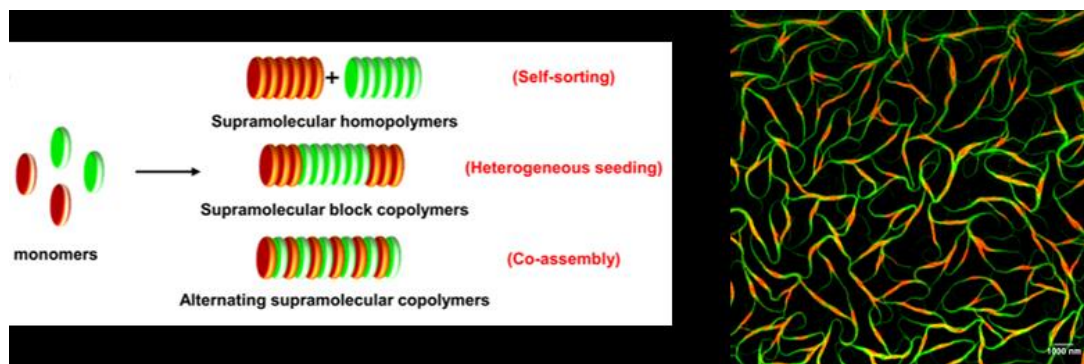 +
(Self-sorting)
Supramolecular homopolymers
(Heterogeneous seeding)
Supramolecular block copolymers
monomers
(Co-assembly)
Alternating supramolecular copolymers
1000 nm